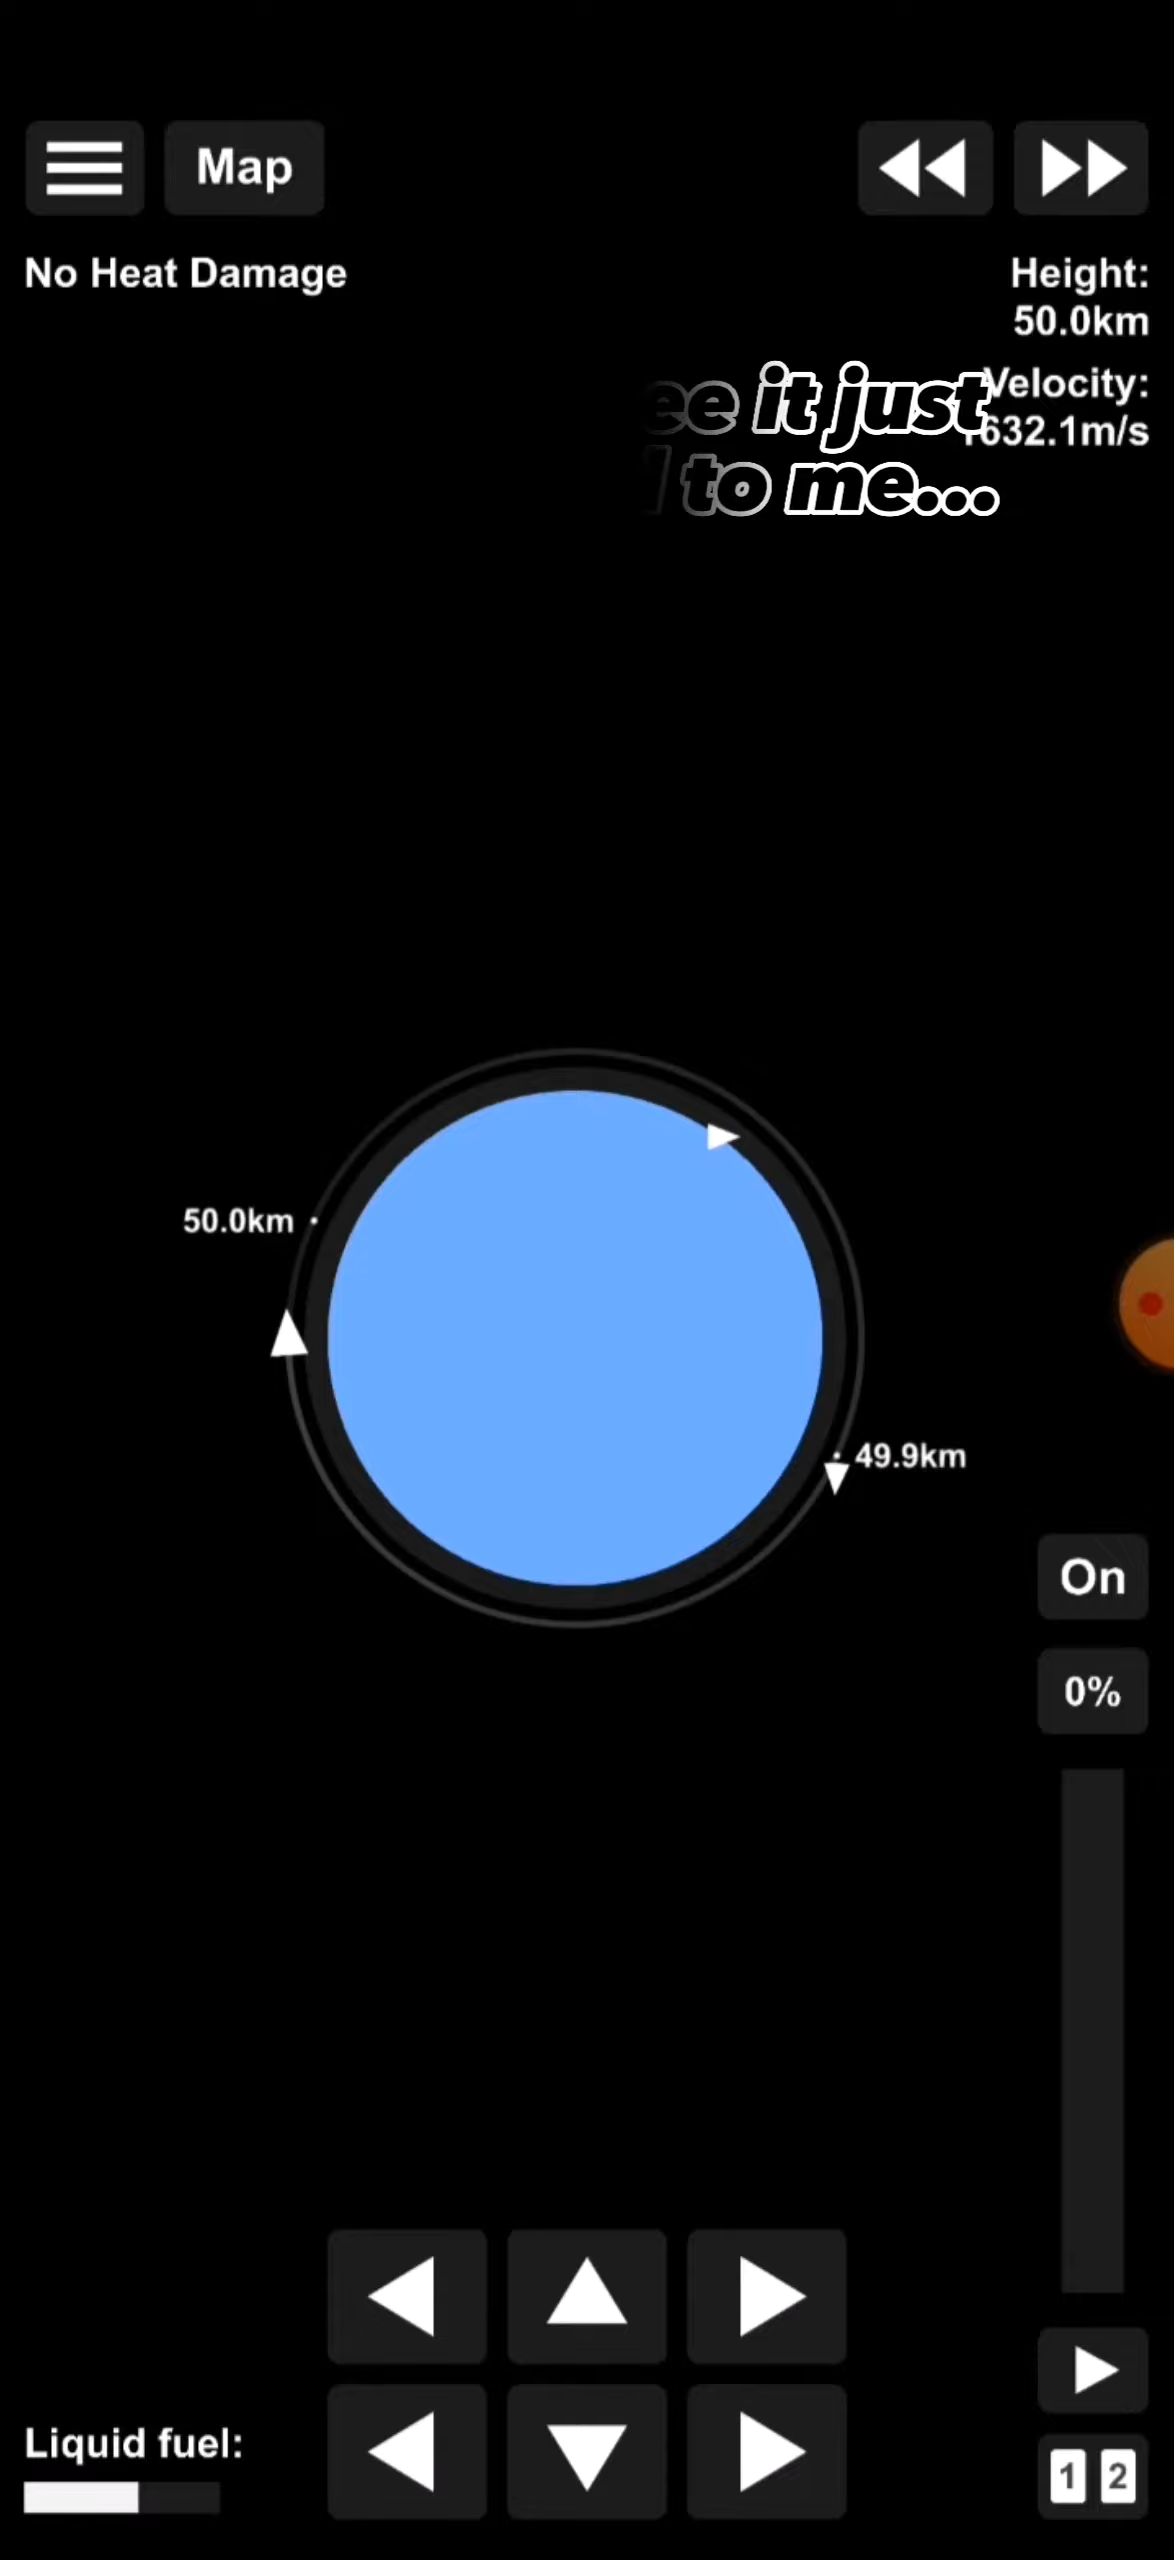 Map
No Heat Damage
Height:
50.0km
Velocity:
632.1m/s
it just
to me...
50.0km
49.9km
On
0%
Liquid fuel:
1 2